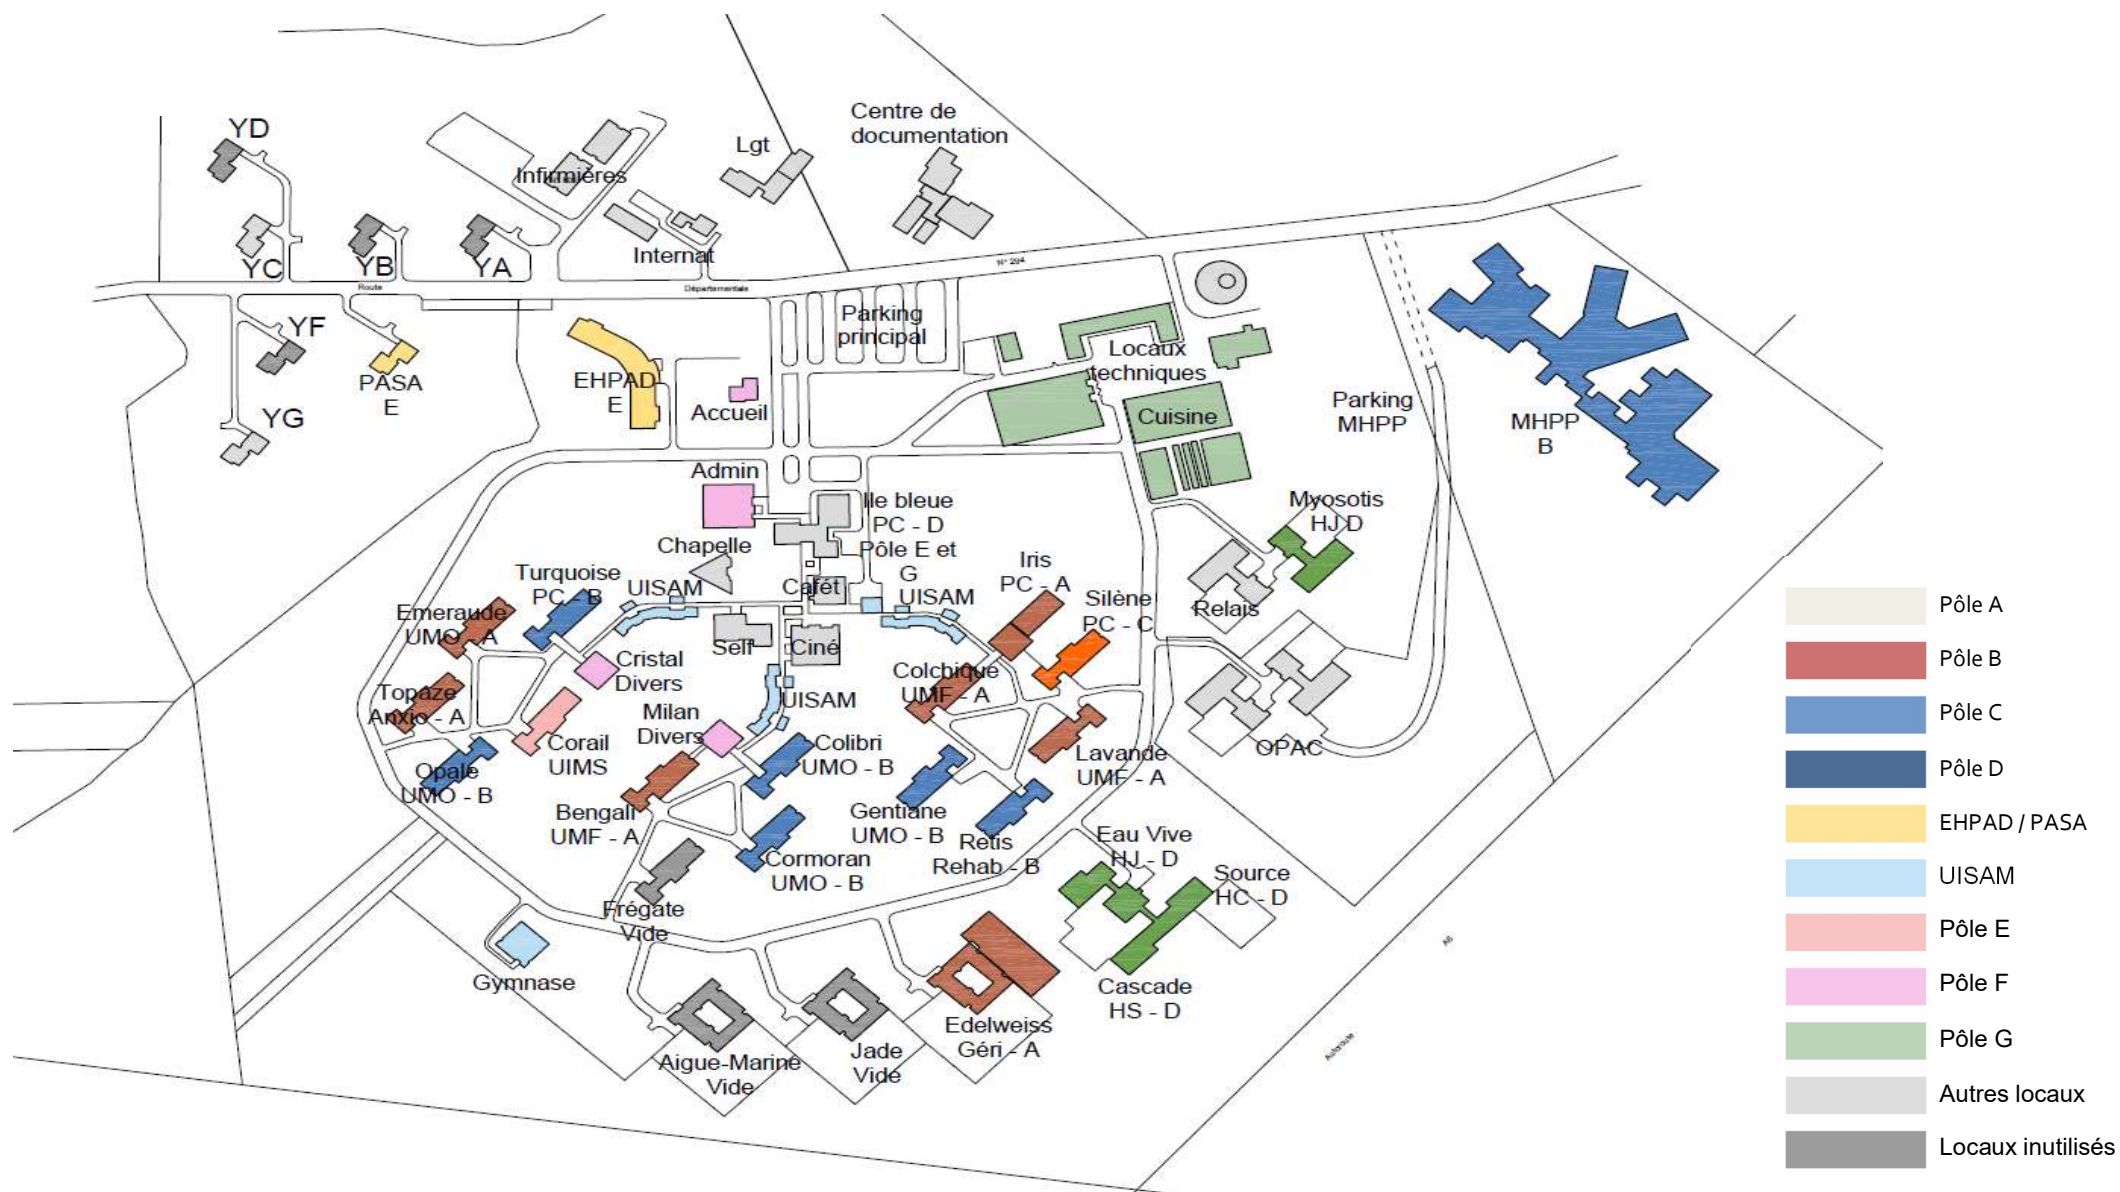 Centre de
documentation
YD
Lgt
Infirmières
Internat
YC
YB
YA
N° 294
Route
Départementale
YF
Parking
principal
Locaux
techniques
PASA
E
EHPAD
E
Accueil
Parking
MHPP
Cuisine
MHPP
B
YG
Admin
Ile bleue
PC - D
Pôle E et
G
Myosotis
HJ D
Chapelle
Iris
PC - A
Turquoise
PC - B
UISAM
Cafét
UISAM
Silène
PC - C
Relais
Emeraude
UMO - A
Self
Ciné
Cristal
Divers
Colchique
UMF - A
Topaze
Anxio - A
UISAM
Milan
Divers
Corail
UIMS
Colibri
UMO - B
Lavande
UMF - A
OPAC
Opale
UMO - B
Bengali
UMF - A
Gentiane
UMO - B
Retis
Rehab - B
Eau Vive
HJ - D
Cormoran
UMO - B
Source
HC - D
Frégate
Vide
Gymnase
A6
Cascade
HS - D
Edelweiss
Géri - A
Autoroute
Aigue-Marine
Vide
Jade
Vide
Pôle A
Pôle B
Pôle C
Pôle D
EHPAD / PASA
UISAM
Pôle E
Pôle F
Pôle G
Autres locaux
Locaux inutilisés